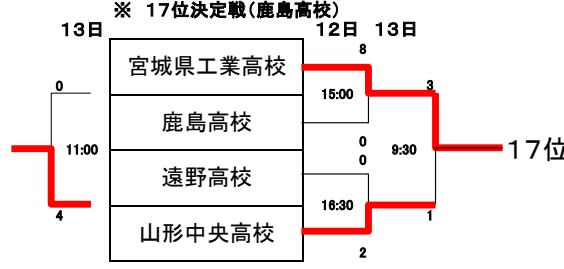 ※ 17位決定戦(鹿島高校)
13日 12日 13日
宮城県工業高校
鹿島高校
遠野高校
山形中央高校
0
11:00
4
8
15:00
0
0
16:30
2
3
9:30
1
17位